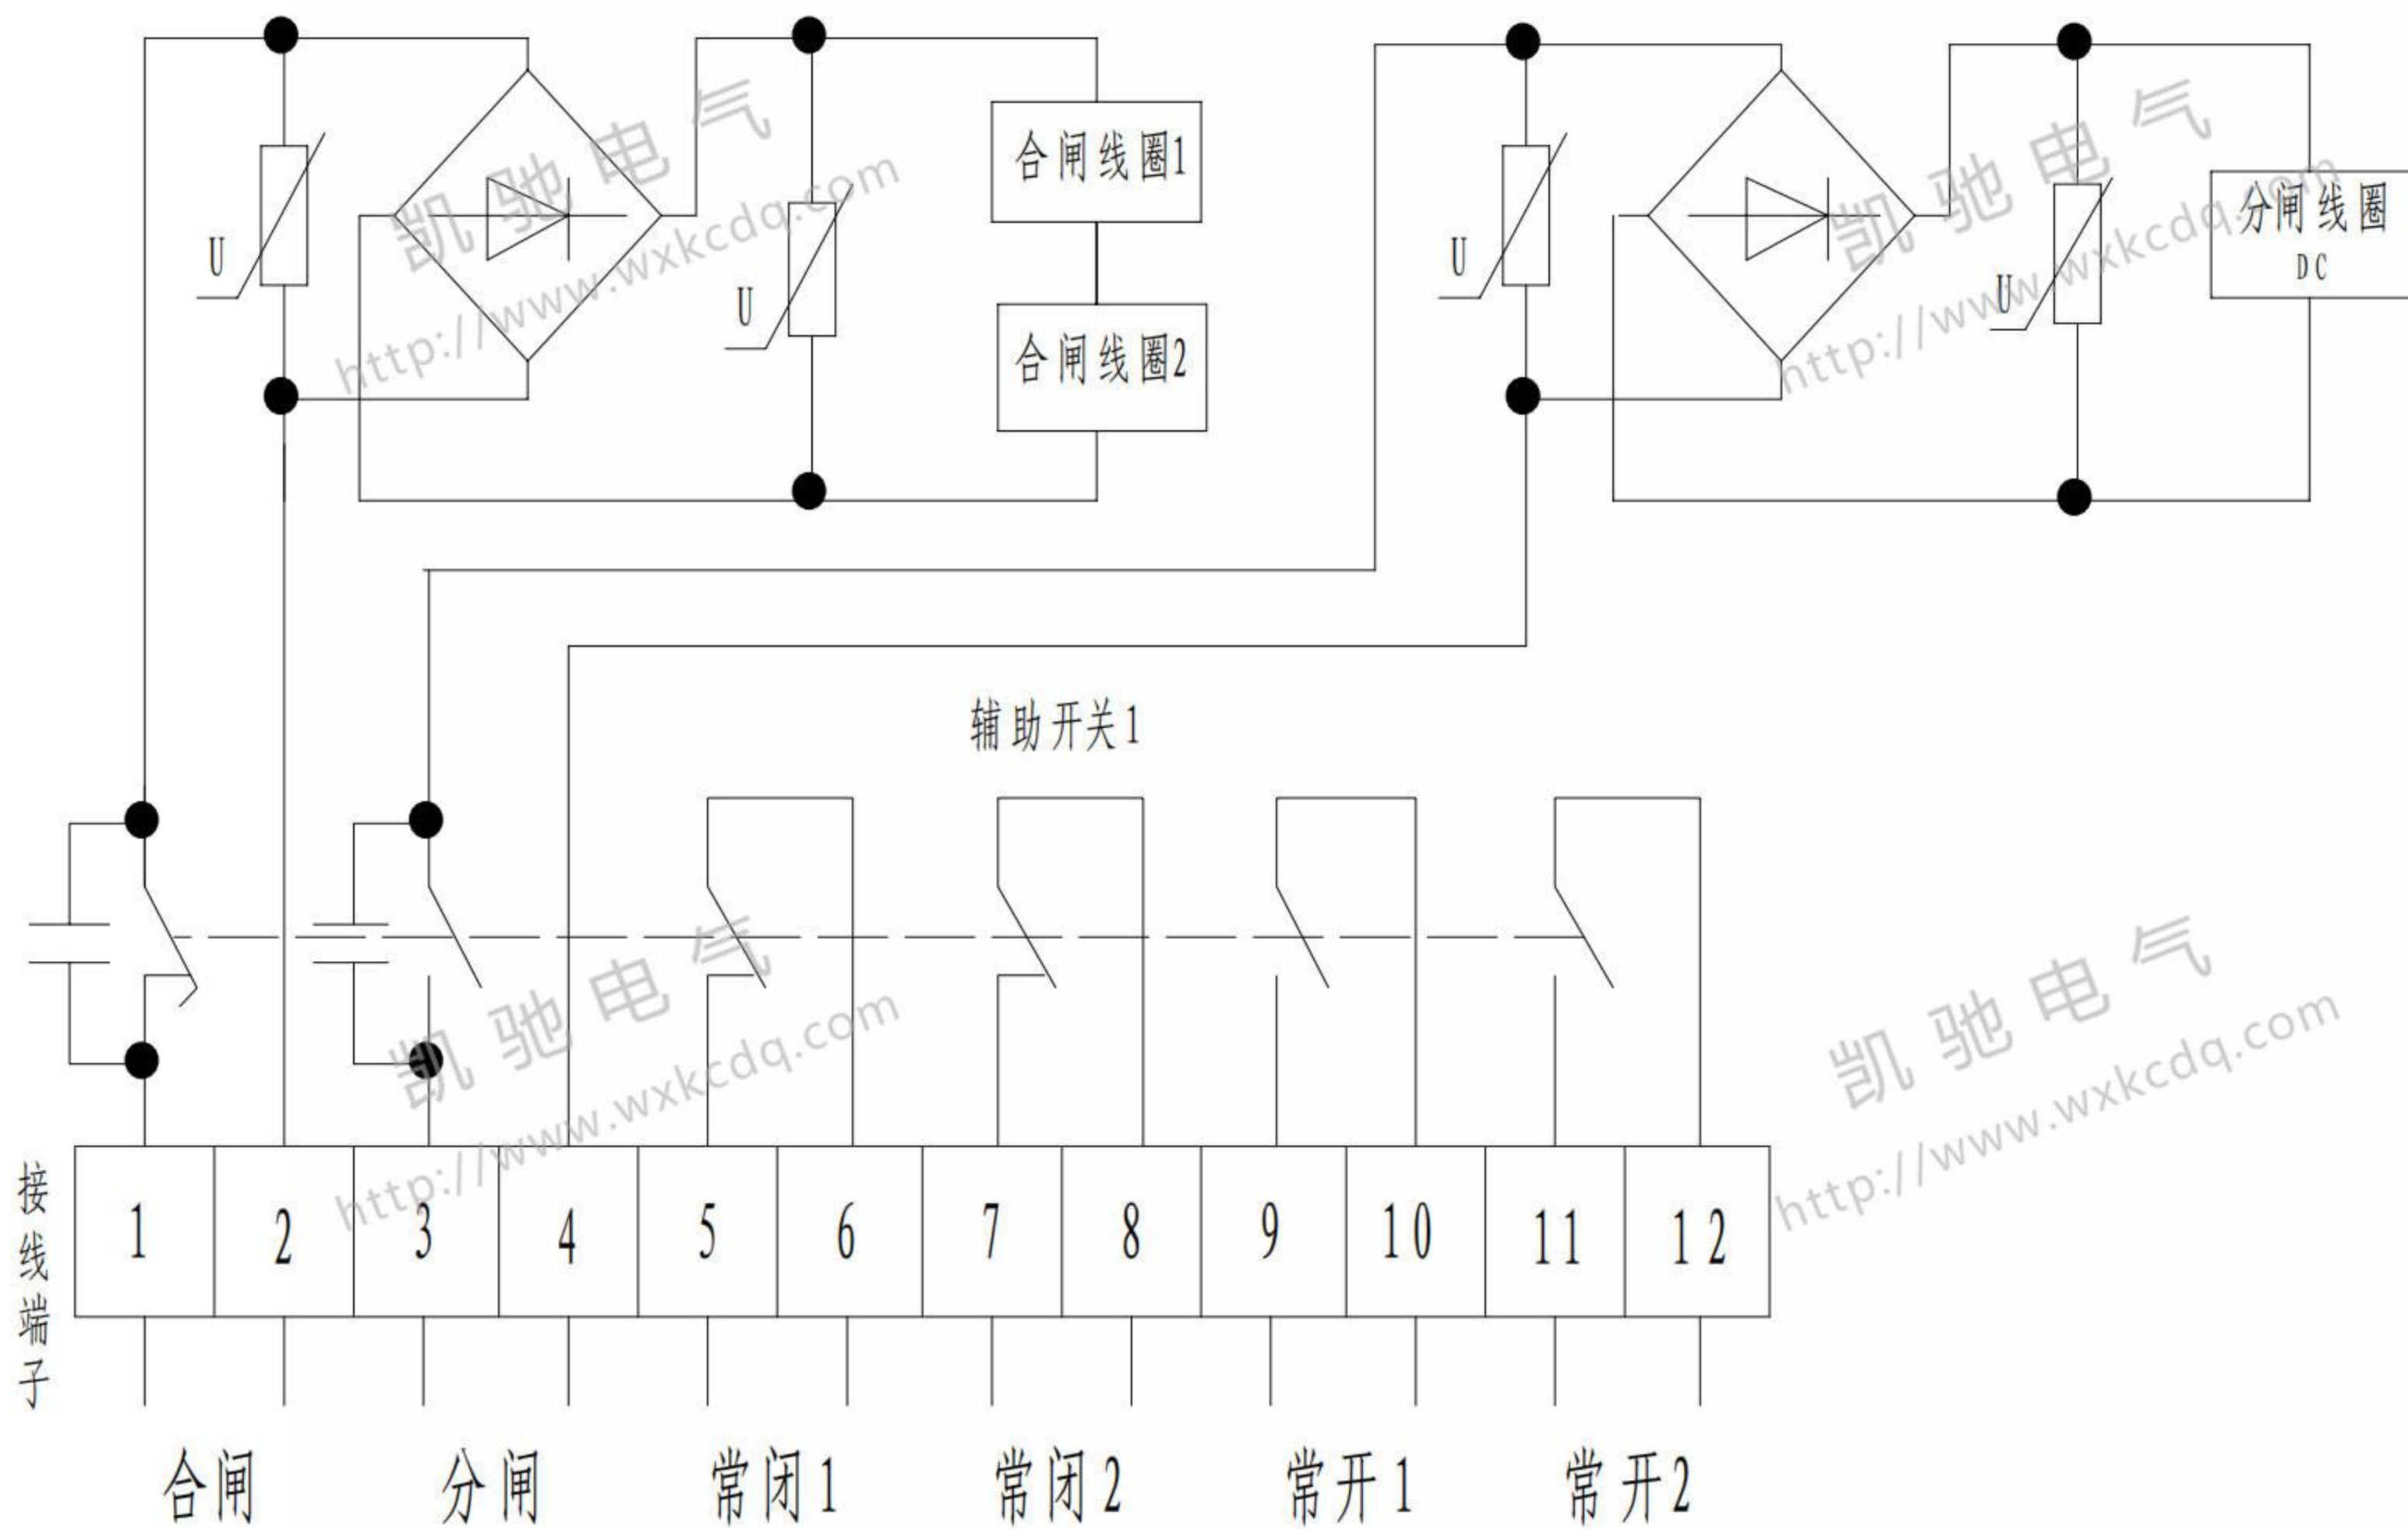 凯驰电气
http://www.wxkcdq.com
凯驰电气
http://www.wxkcdq.com
U
U
合闸线圈1
合闸线圈2
U
U
分闸线圈
DC
辅助开关1
凯驰电气
http://www.wxkcdq.com
凯驰电气
http://www.wxkcdq.com
接线端子
1 2 3 4 5 6 7 8 9 10 11 12
合闸 分闸 常闭1 常闭2 常开1 常开2